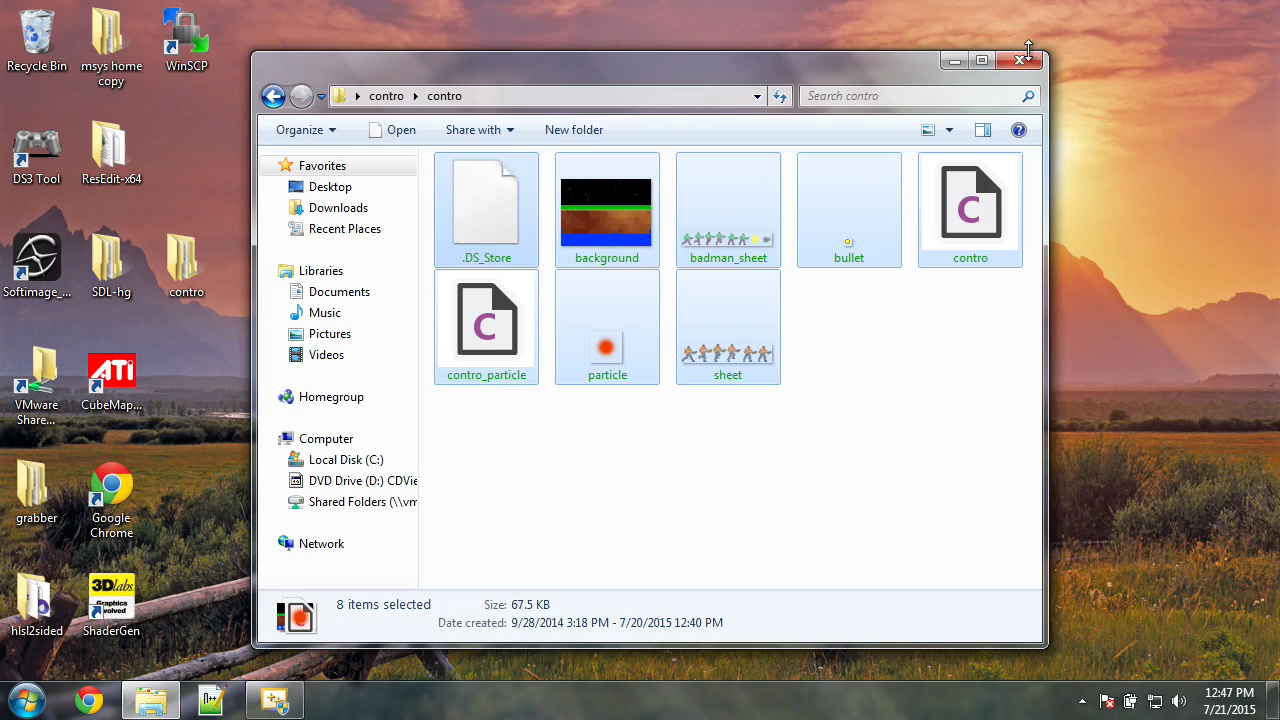 Recycle Bin
msys home
copy
WinSCP
DS3 Tool
ResEdit-x64
Softimage_...
SDL-hg
contro
VMware
Share...
ATI
CubeMap...
grabber
Google
Chrome
3Dlabs
Graphics
hlsl2sided
ShaderGen
contro
contro
Search contro
Organize
Open
Share with
New folder
Favorites
Desktop
Downloads
Recent Places
Libraries
Documents
Music
Pictures
Videos
Homegroup
Computer
Local Disk (C:)
DVD Drive (D:) CDVie
Shared Folders (\\vm
Network
.DS_Store
background
badman_sheet
bullet
C
contro
C
contro_particle
particle
sheet
8 items selected
Size: 67.5 KB
Date created: 9/28/2014 3:18 PM - 7/20/2015 12:40 PM
12:47 PM
7/21/2015